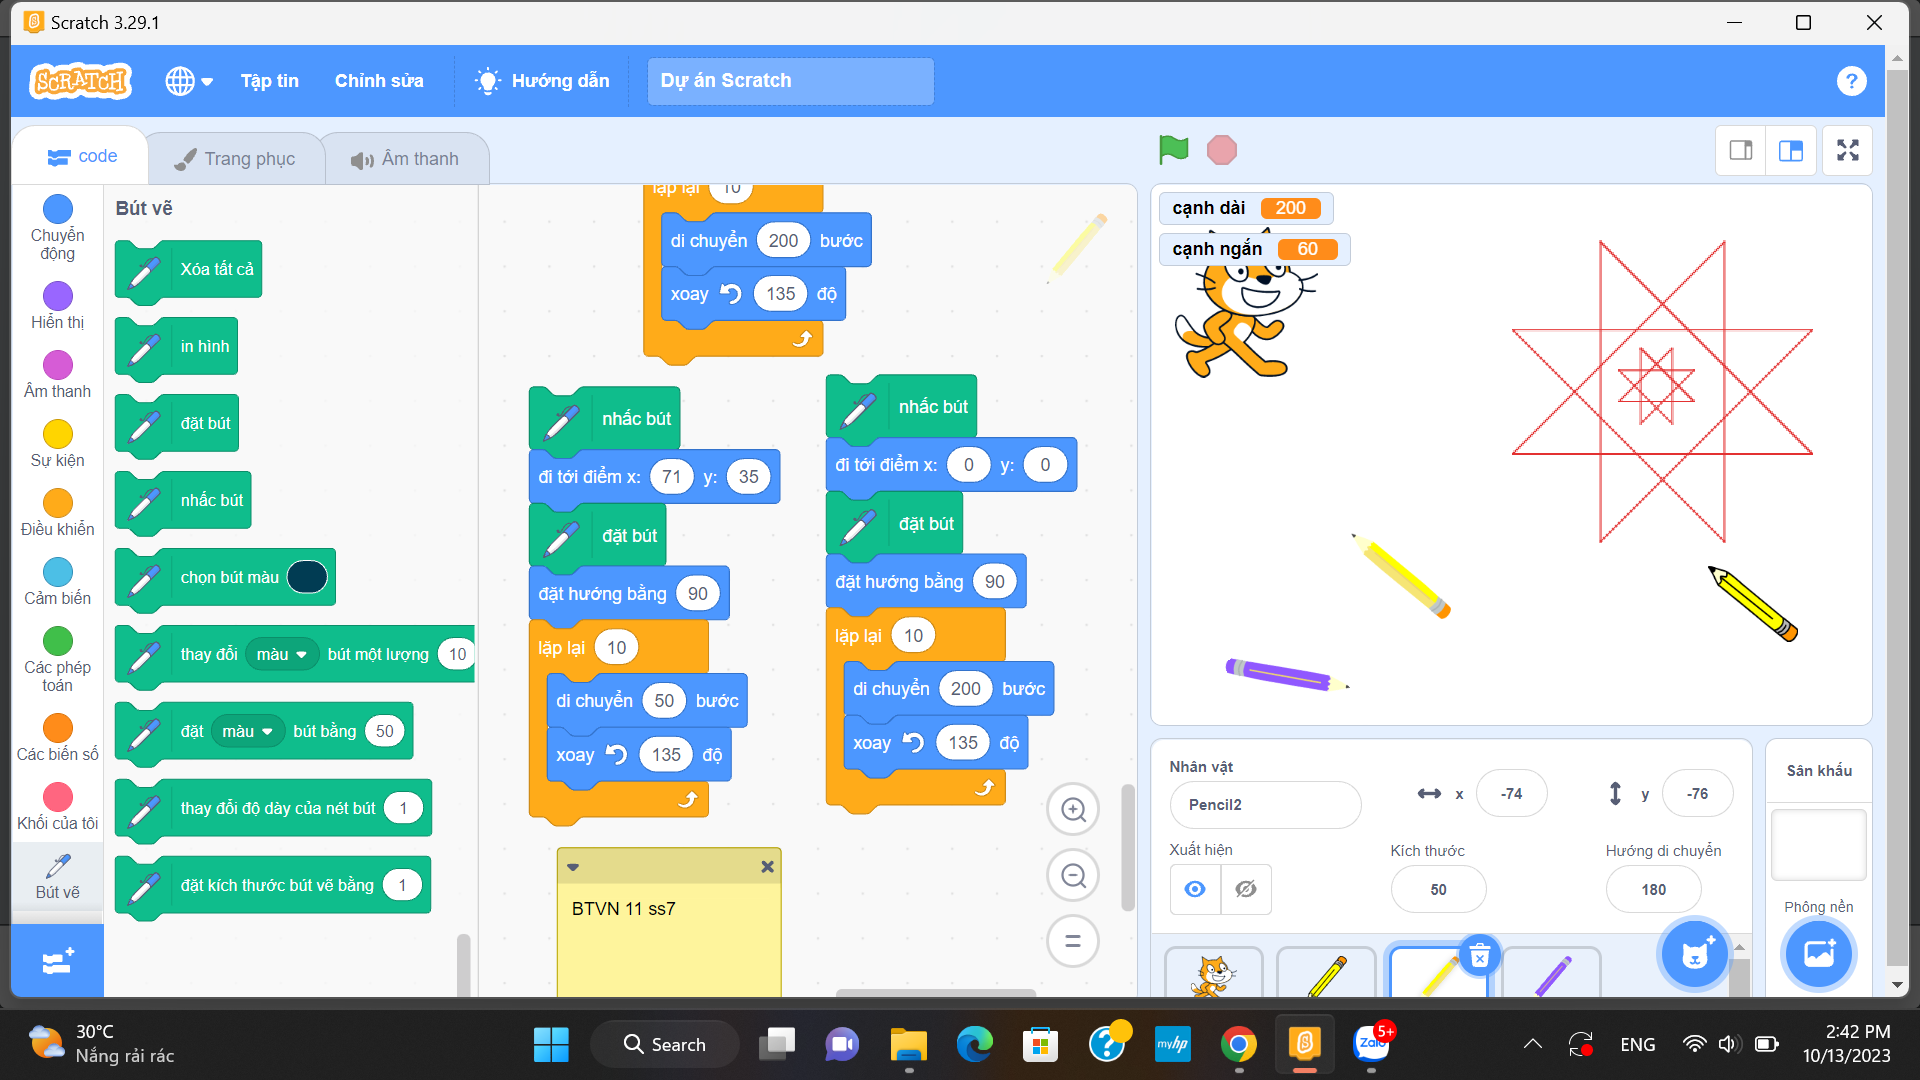 Scratch 3.29.1
SCRATCH
Tập tin
Chỉnh sửa
Hướng dẫn
Dự án Scratch
?
code
Trang phục
Âm thanh
Chuyển động
Hiển thị
Âm thanh
Sự kiện
Điều khiển
Cảm biến
Các phép toán
Các biến số
Khối của tôi
Bút vẽ
Bút vẽ
Xóa tất cả
in hình
đặt bút
nhấc bút
chọn bút màu
thay đổi màu bút một lượng 10
đặt màu bút bằng 50
thay đổi độ dày của nét bút 1
đặt kích thước bút vẽ bằng 1
lặp lại 10
di chuyển 200 bước
xoay 135 độ
nhấc bút
đi tới điểm x: 71 y: 35
đặt bút
đặt hướng bằng 90
lặp lại 10
di chuyển 50 bước
xoay 135 độ
nhấc bút
đi tới điểm x: 0 y: 0
đặt bút
đặt hướng bằng 90
lặp lại 10
di chuyển 200 bước
xoay 135 độ
BTVN 11 ss7
cạnh dài 200
cạnh ngắn 60
Nhân vật
Pencil2
x -74
y -76
Xuất hiện
Kích thước
50
Hướng di chuyển
180
Sân khấu
Phông nền
30°C
Nắng rải rác
Search
myhp
Zalo
5+
ENG
2:42 PM
10/13/2023